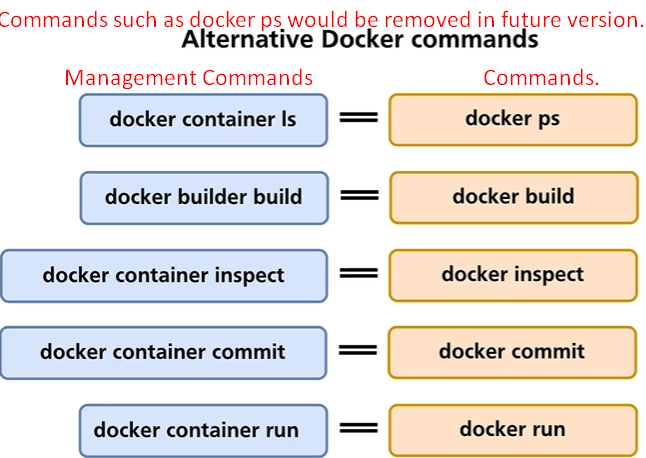 Commands such as docker ps would be removed in future version.
Alternative Docker commands
Management Commands Commands.
docker container ls = docker ps
docker builder build = docker build
docker container inspect = docker inspect
docker container commit = docker commit
docker container run = docker run